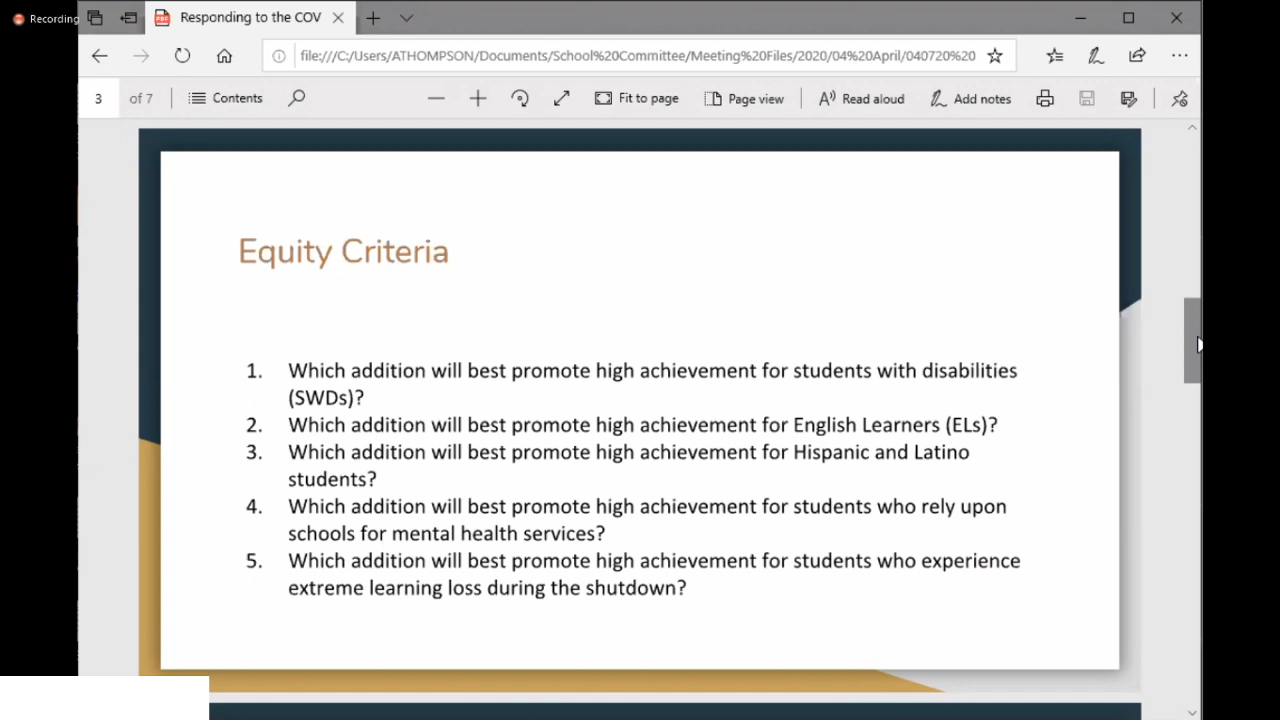 Recording
Responding to the COV
file:///C:/Users/ATHOMPSON/Documents/School%20Committee/Meeting%20Files/2020/04%20April/040720%20
3 of 7 Contents Fit to page Page view Read aloud Add notes
Equity Criteria
1. Which addition will best promote high achievement for students with disabilities
(SWDs)?
2. Which addition will best promote high achievement for English Learners (ELs)?
3. Which addition will best promote high achievement for Hispanic and Latino
students?
4. Which addition will best promote high achievement for students who rely upon
schools for mental health services?
5. Which addition will best promote high achievement for students who experience
extreme learning loss during the shutdown?